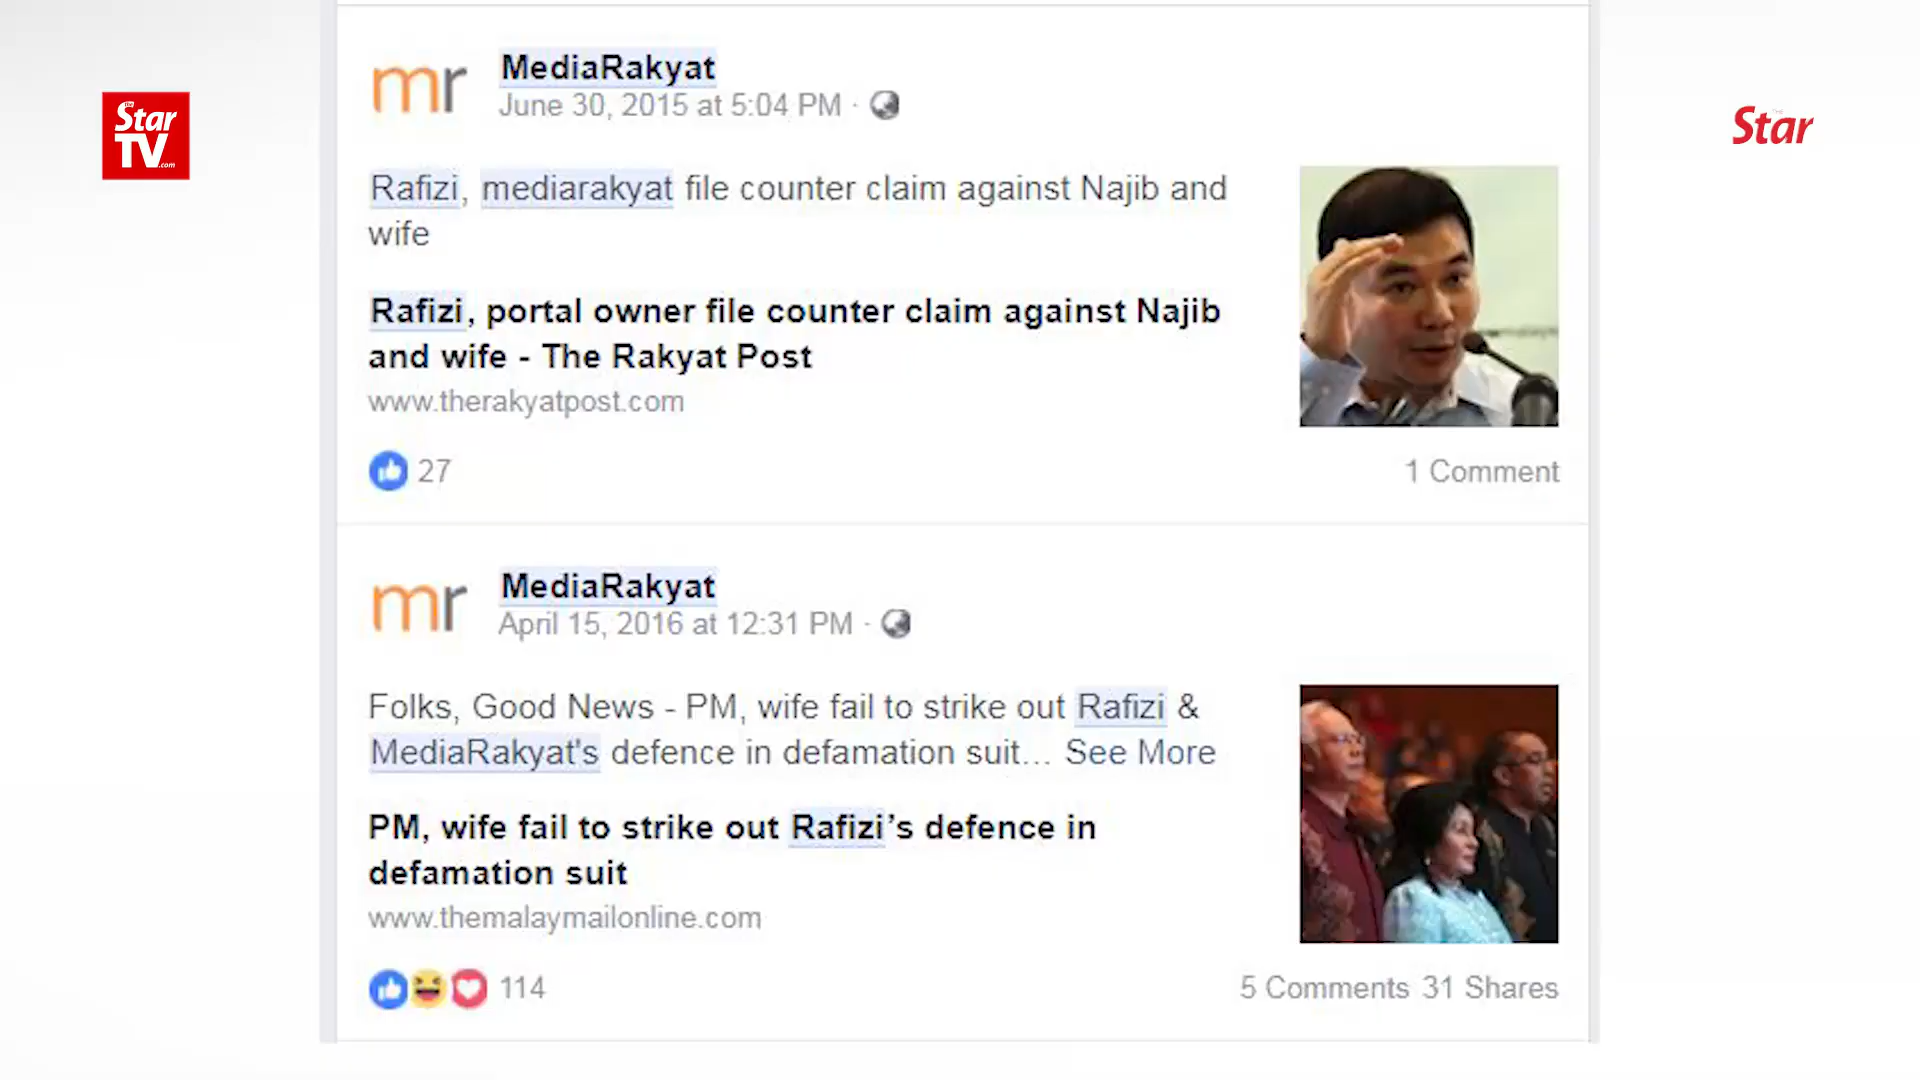 mr
MediaRakyat
June 30, 2015 at 5:04 PM ·
The Star TV.com
Star
Rafizi, mediarakyat file counter claim against Najib and
wife
Rafizi, portal owner file counter claim against Najib
and wife - The Rakyat Post
www.therakyatpost.com
27
1 Comment
mr
MediaRakyat
April 15, 2016 at 12:31 PM ·
Folks, Good News - PM, wife fail to strike out Rafizi &
MediaRakyat's defence in defamation suit... See More
PM, wife fail to strike out Rafizi’s defence in
defamation suit
www.themalaymailonline.com
114
5 Comments 31 Shares